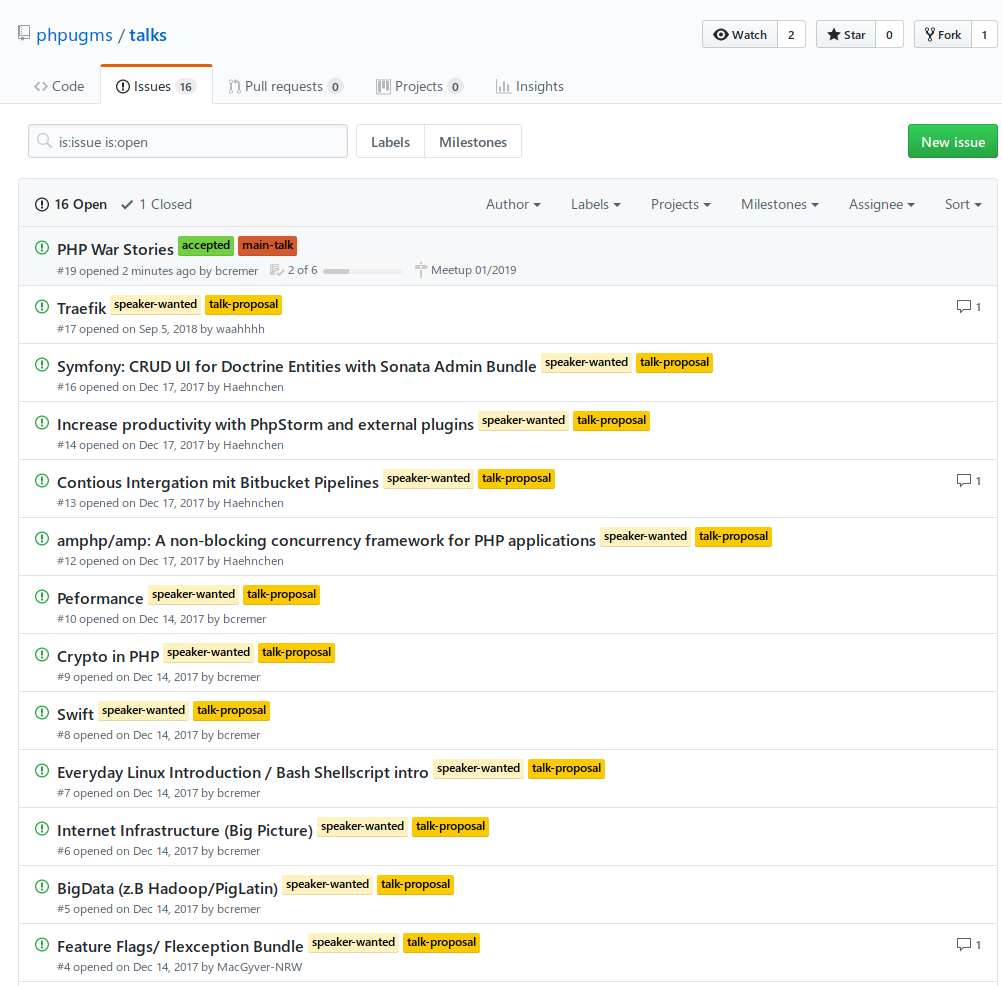 phpugms / talks
Watch 2 Star 0 Fork 1
Code Issues 16 Pull requests 0 Projects 0 Insights
is:issue is:open Labels Milestones New issue
16 Open 1 Closed Author Labels Projects Milestones Assignee Sort
PHP War Stories accepted main-talk
#19 opened 2 minutes ago by bcremer 2 of 6 Meetup 01/2019
Traefik speaker-wanted talk-proposal 1
#17 opened on Sep 5, 2018 by waahhhh
Symfony: CRUD UI for Doctrine Entities with Sonata Admin Bundle speaker-wanted talk-proposal
#16 opened on Dec 17, 2017 by Haehnchen
Increase productivity with PhpStorm and external plugins speaker-wanted talk-proposal
#14 opened on Dec 17, 2017 by Haehnchen
Contious Intergation mit Bitbucket Pipelines speaker-wanted talk-proposal 1
#13 opened on Dec 17, 2017 by Haehnchen
amphp/amp: A non-blocking concurrency framework for PHP applications speaker-wanted talk-proposal
#12 opened on Dec 17, 2017 by Haehnchen
Peformance speaker-wanted talk-proposal
#10 opened on Dec 14, 2017 by bcremer
Crypto in PHP speaker-wanted talk-proposal
#9 opened on Dec 14, 2017 by bcremer
Swift speaker-wanted talk-proposal
#8 opened on Dec 14, 2017 by bcremer
Everyday Linux Introduction / Bash Shellscript intro speaker-wanted talk-proposal
#7 opened on Dec 14, 2017 by bcremer
Internet Infrastructure (Big Picture) speaker-wanted talk-proposal
#6 opened on Dec 14, 2017 by bcremer
BigData (z.B Hadoop/PigLatin) speaker-wanted talk-proposal
#5 opened on Dec 14, 2017 by bcremer
Feature Flags/ Flexception Bundle speaker-wanted talk-proposal 1
#4 opened on Dec 14, 2017 by MacGyver-NRW